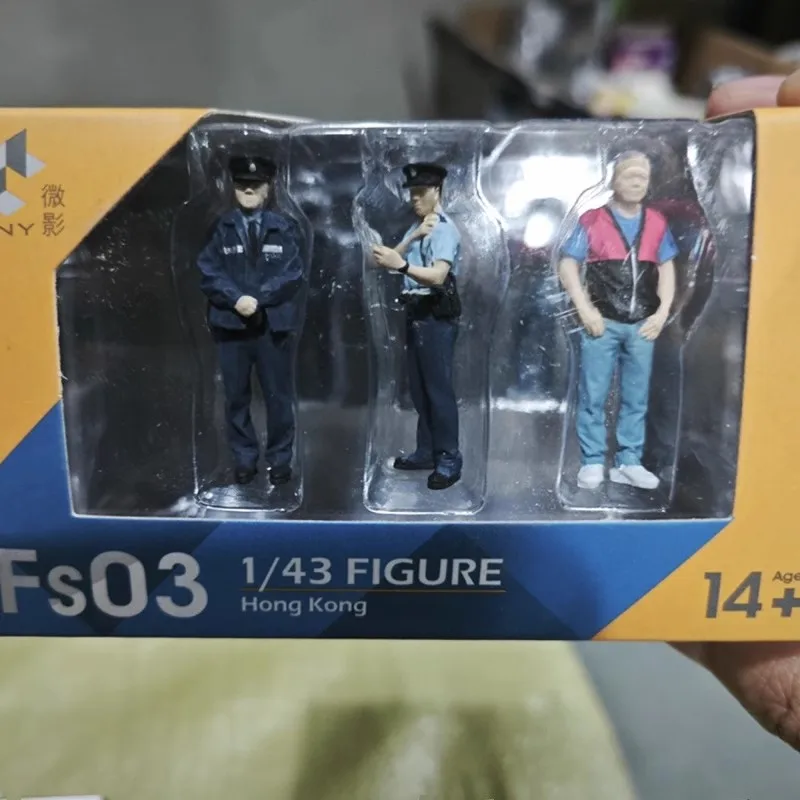 微
影
NY
Fs03
1/43 FIGURE
Hong Kong
14+
Age